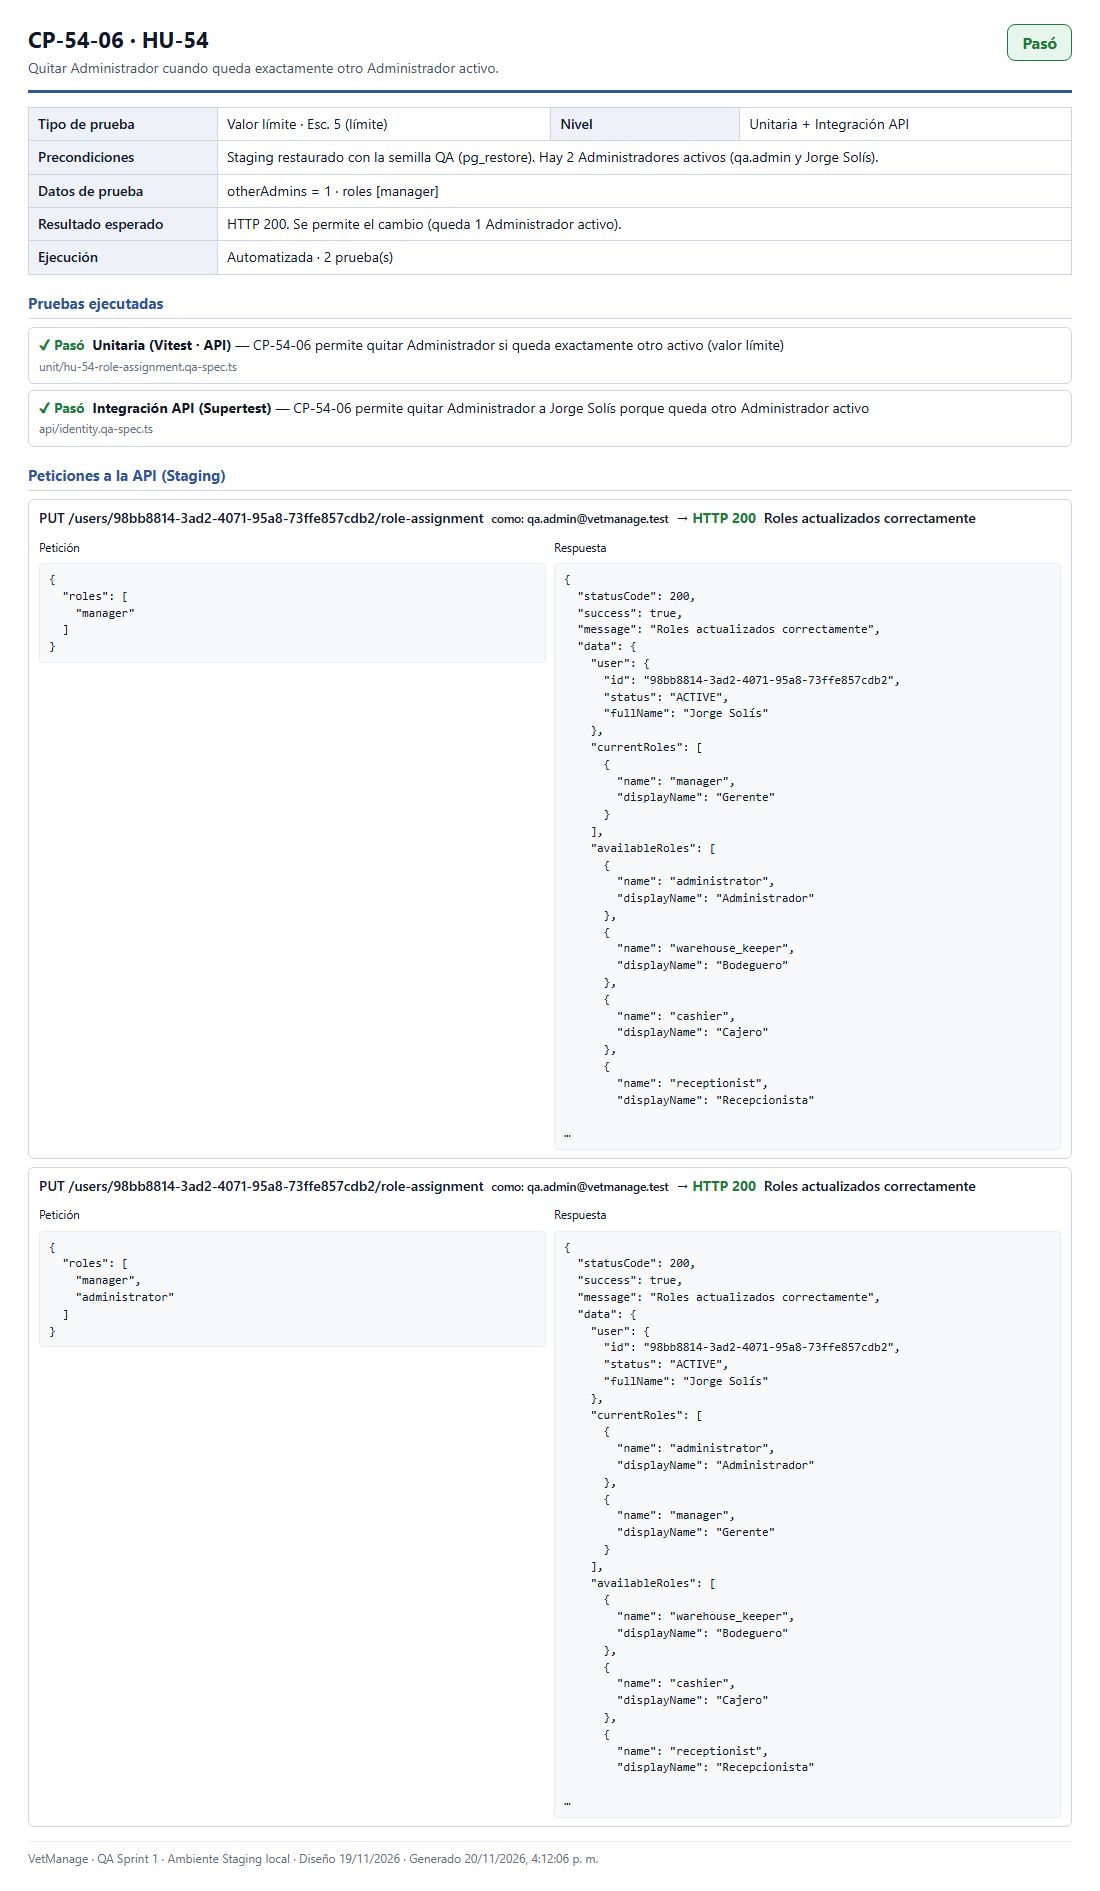 CP-54-06 · HU-54
Pasó
Quitar Administrador cuando queda exactamente otro Administrador activo.
Tipo de prueba
Valor límite · Esc. 5 (límite)
Nivel
Unitaria + Integración API
Precondiciones
Staging restaurado con la semilla QA (pg_restore). Hay 2 Administradores activos (qa.admin y Jorge Solís).
Datos de prueba
otherAdmins = 1 · roles [manager]
Resultado esperado
HTTP 200. Se permite el cambio (queda 1 Administrador activo).
Ejecución
Automatizada · 2 prueba(s)
Pruebas ejecutadas
✓ Pasó Unitaria (Vitest · API) — CP-54-06 permite quitar Administrador si queda exactamente otro activo (valor límite)
unit/hu-54-role-assignment.qa-spec.ts
✓ Pasó Integración API (Supertest) — CP-54-06 permite quitar Administrador a Jorge Solís porque queda otro Administrador activo
api/identity.qa-spec.ts
Peticiones a la API (Staging)
PUT /users/98bb8814-3ad2-4071-95a8-73ffe857cdb2/role-assignment como: qa.admin@vetmanage.test → HTTP 200 Roles actualizados correctamente
Petición
{
  "roles": [
    "manager"
  ]
}
Respuesta
{
  "statusCode": 200,
  "success": true,
  "message": "Roles actualizados correctamente",
  "data": {
    "user": {
      "id": "98bb8814-3ad2-4071-95a8-73ffe857cdb2",
      "status": "ACTIVE",
      "fullName": "Jorge Solís"
    },
    "currentRoles": [
      {
        "name": "manager",
        "displayName": "Gerente"
      }
    ],
    "availableRoles": [
      {
        "name": "administrator",
        "displayName": "Administrador"
      },
      {
        "name": "warehouse_keeper",
        "displayName": "Bodeguero"
      },
      {
        "name": "cashier",
        "displayName": "Cajero"
      },
      {
        "name": "receptionist",
        "displayName": "Recepcionista"
…
PUT /users/98bb8814-3ad2-4071-95a8-73ffe857cdb2/role-assignment como: qa.admin@vetmanage.test → HTTP 200 Roles actualizados correctamente
Petición
{
  "roles": [
    "manager",
    "administrator"
  ]
}
Respuesta
{
  "statusCode": 200,
  "success": true,
  "message": "Roles actualizados correctamente",
  "data": {
    "user": {
      "id": "98bb8814-3ad2-4071-95a8-73ffe857cdb2",
      "status": "ACTIVE",
      "fullName": "Jorge Solís"
    },
    "currentRoles": [
      {
        "name": "administrator",
        "displayName": "Administrador"
      },
      {
        "name": "manager",
        "displayName": "Gerente"
      }
    ],
    "availableRoles": [
      {
        "name": "warehouse_keeper",
        "displayName": "Bodeguero"
      },
      {
        "name": "cashier",
        "displayName": "Cajero"
      },
      {
        "name": "receptionist",
        "displayName": "Recepcionista"
…
VetManage · QA Sprint 1 · Ambiente Staging local · Diseño 19/11/2026 · Generado 20/11/2026, 4:12:06 p. m.